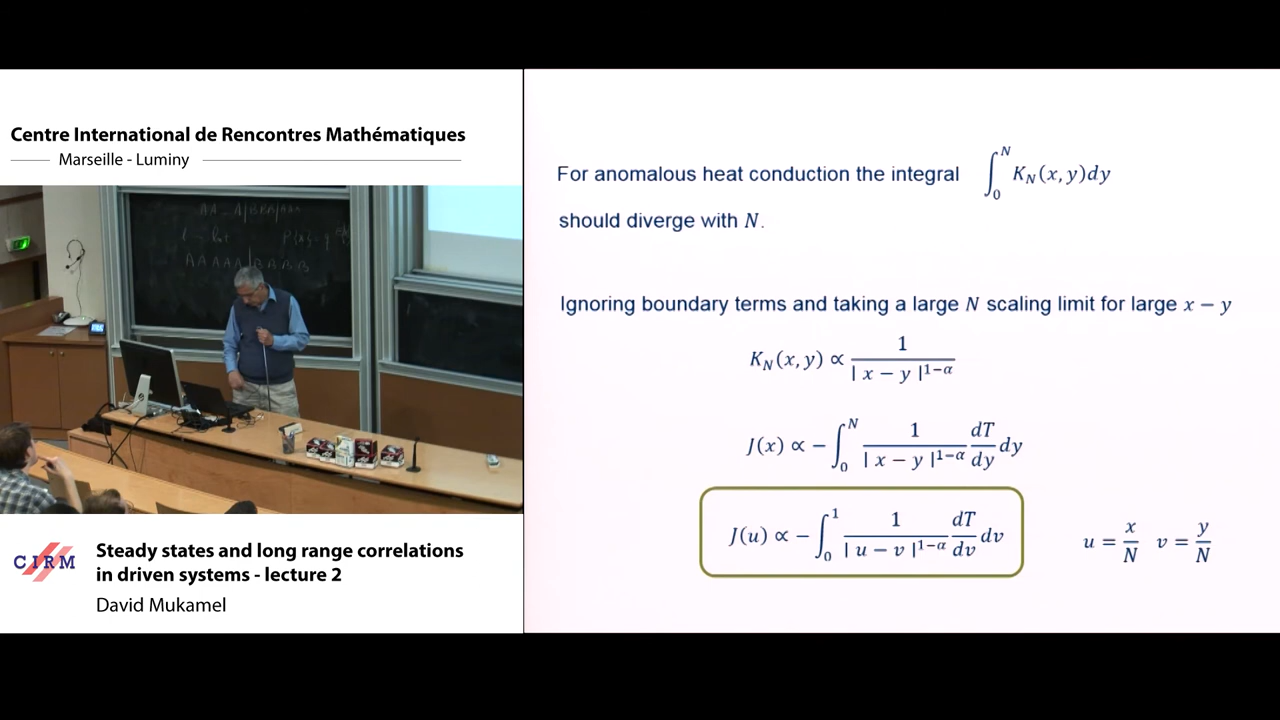 Centre International de Rencontres Mathématiques
Marseille - Luminy
AAAAA|BBBB
CIRM
Steady states and long range correlations
in driven systems - lecture 2
David Mukamel
For anomalous heat conduction the integral ∫₀ᴺ K_N(x, y)dy
should diverge with N.
Ignoring boundary terms and taking a large N scaling limit for large x − y
K_N(x, y) ∝ 1 / | x − y |^{1−α}
J(x) ∝ − ∫₀ᴺ 1 / | x − y |^{1−α} dT/dy dy
J(u) ∝ − ∫₀¹ 1 / | u − v |^{1−α} dT/dv dv    u = x/N  v = y/N